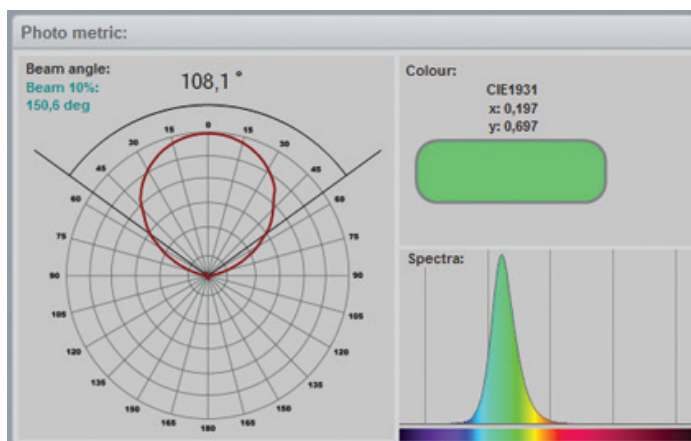 Photo metric:
Beam angle:
Beam 10%:
150,6 deg
108,1 °
0
15
15
30
30
45
45
60
60
75
75
90
90
105
105
120
120
135
135
150
150
165
165
180
Colour:
CIE1931
x: 0,197
y: 0,697
Spectra: